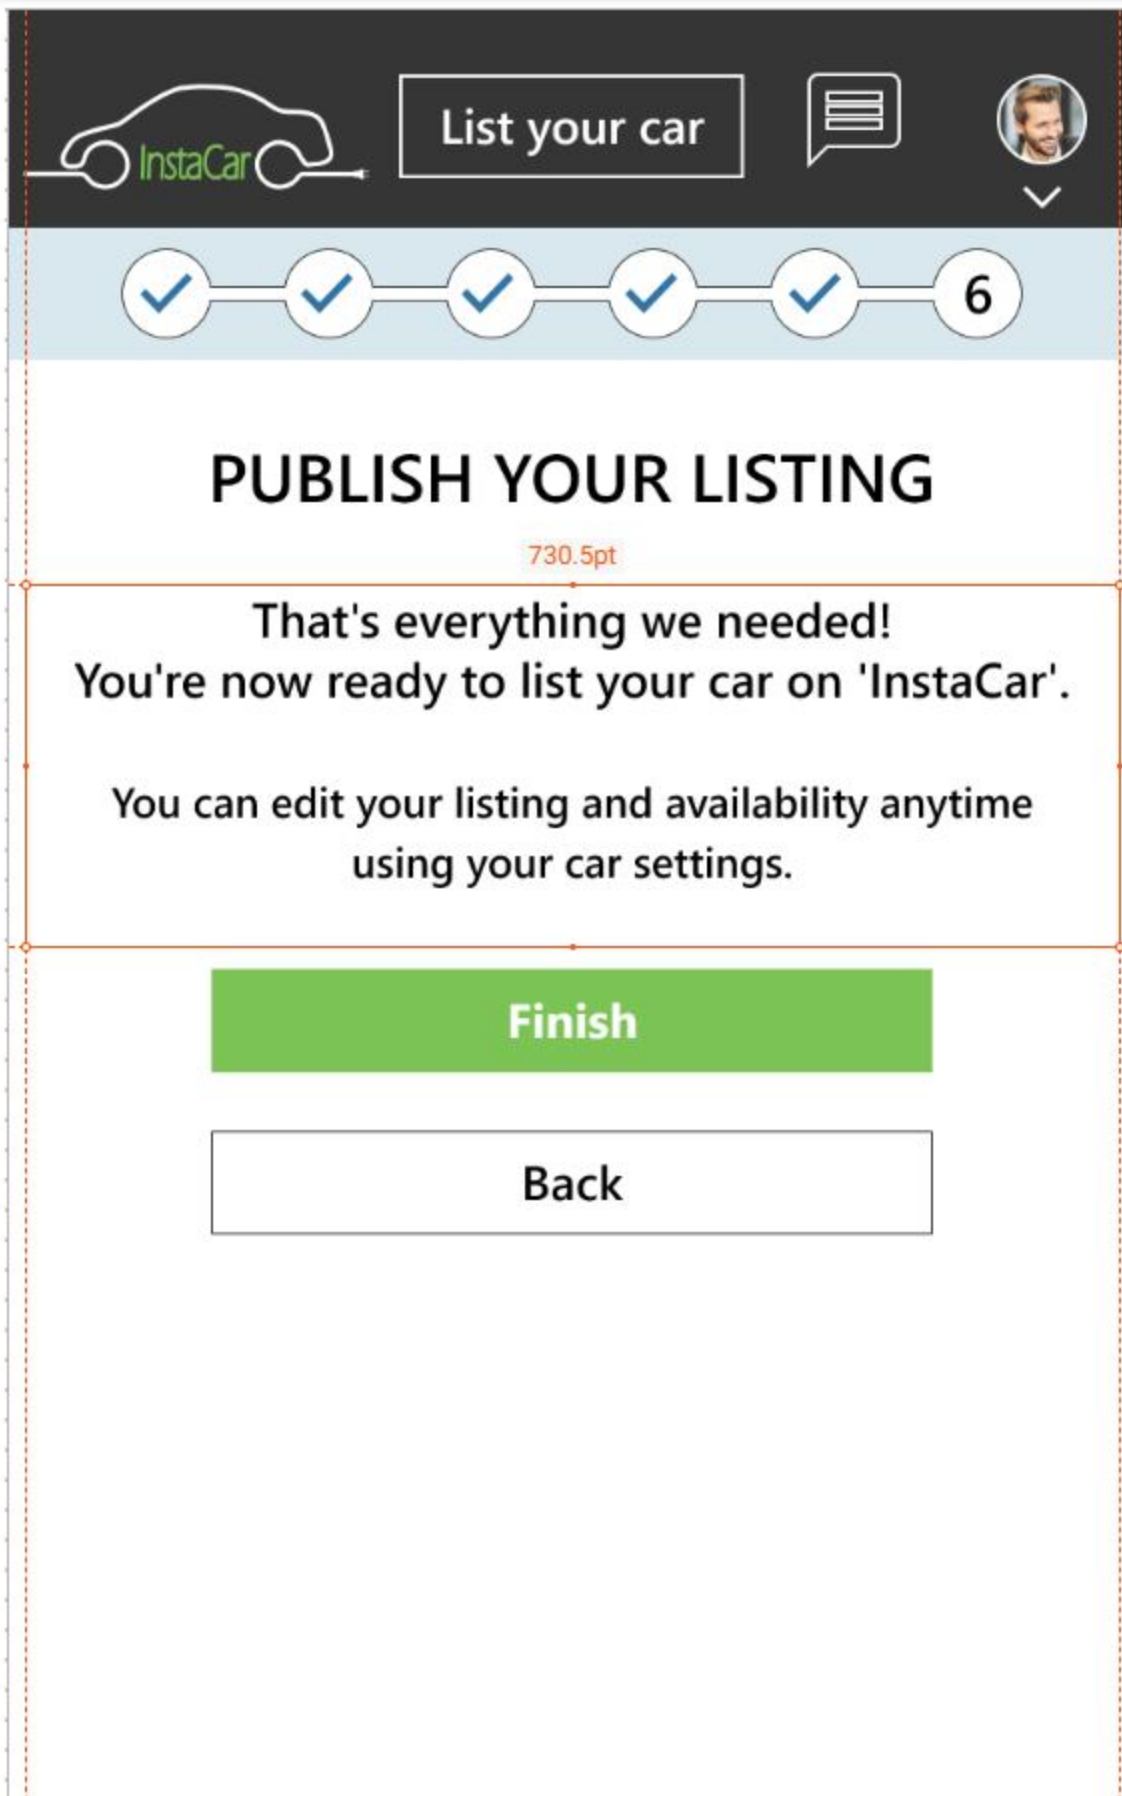 InstaCar
List your car
6
PUBLISH YOUR LISTING
730.5pt
That's everything we needed!
You're now ready to list your car on 'InstaCar'.
You can edit your listing and availability anytime
using your car settings.
Finish
Back